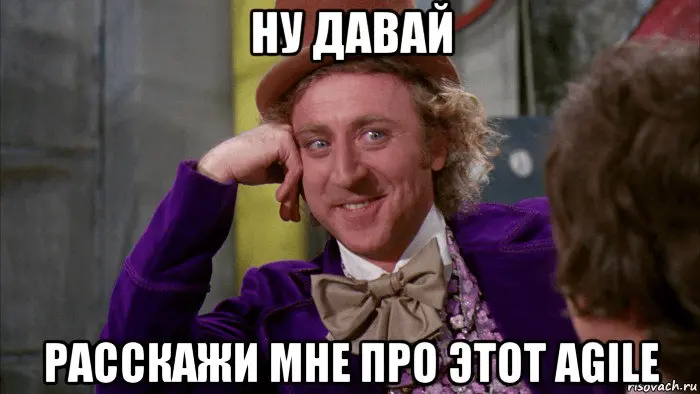 НУ ДАВАЙ
РАССКАЖИ МНЕ ПРО ЭТОТ AGILE
risovach.ru